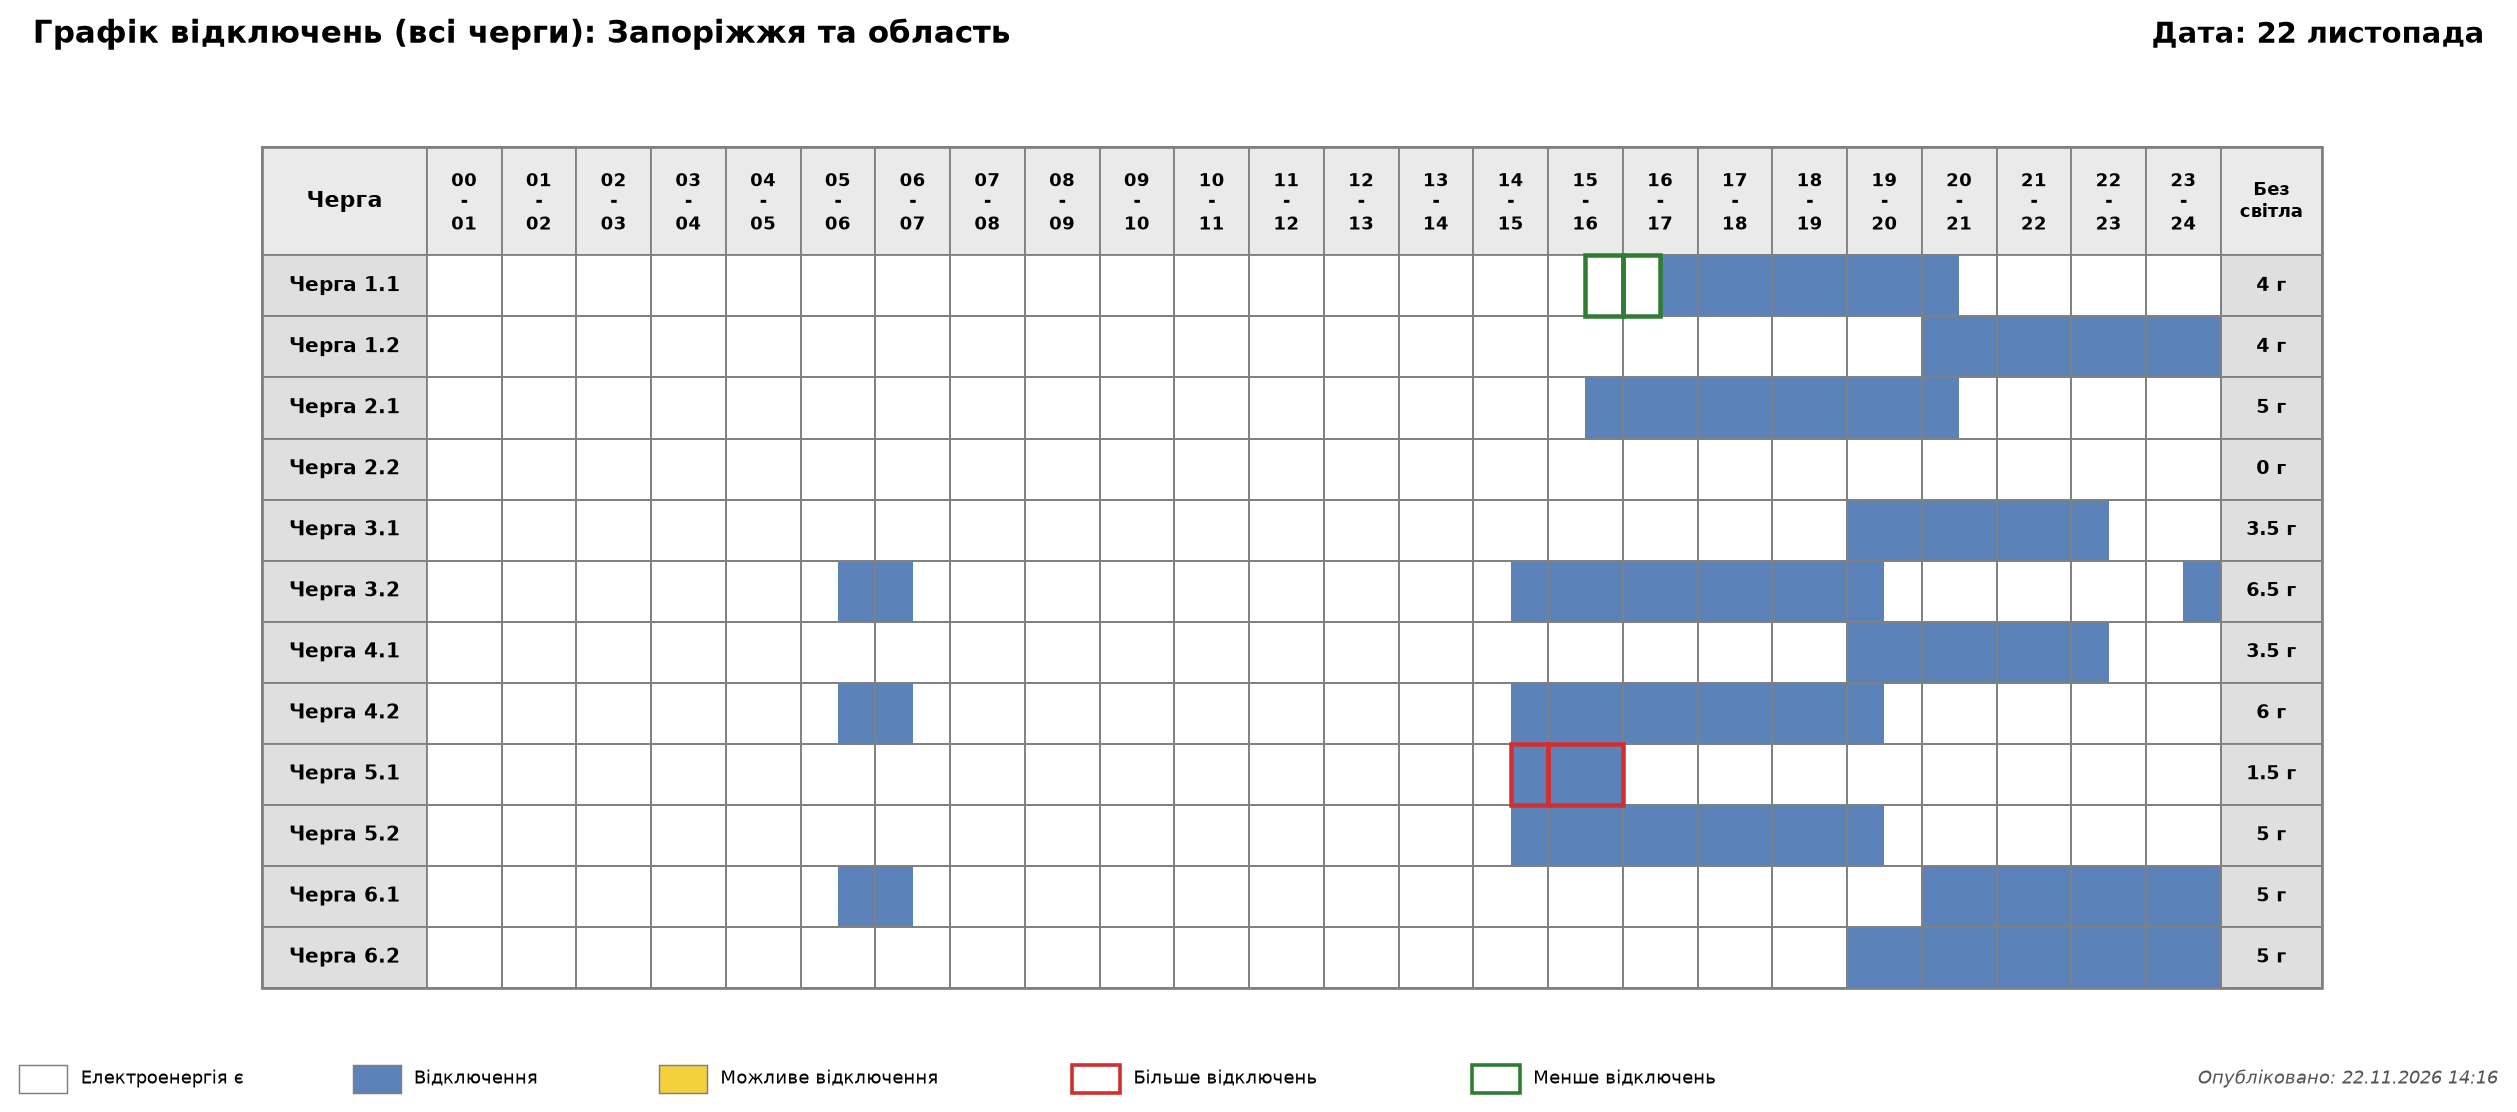 Графік відключень (всі черги): Запоріжжя та область
Дата: 22 листопада
Черга 00 - 01 01 - 02 02 - 03 03 - 04 04 - 05 05 - 06 06 - 07 07 - 08 08 - 09 09 - 10 10 - 11 11 - 12 12 - 13 13 - 14 14 - 15 15 - 16 16 - 17 17 - 18 18 - 19 19 - 20 20 - 21 21 - 22 22 - 23 23 - 24 Без світла
Черга 1.1 4 г
Черга 1.2 4 г
Черга 2.1 5 г
Черга 2.2 0 г
Черга 3.1 3.5 г
Черга 3.2 6.5 г
Черга 4.1 3.5 г
Черга 4.2 6 г
Черга 5.1 1.5 г
Черга 5.2 5 г
Черга 6.1 5 г
Черга 6.2 5 г
Електроенергія є
Відключення
Можливе відключення
Більше відключень
Менше відключень
Опубліковано: 22.11.2026 14:16